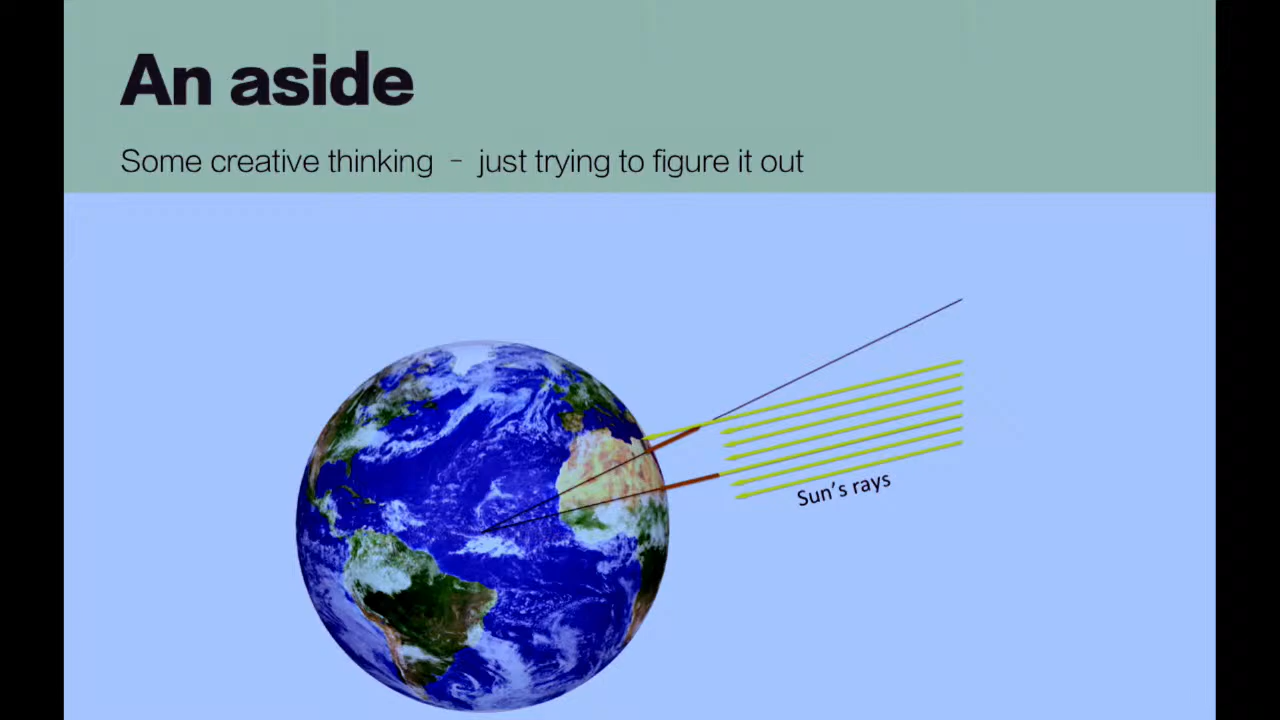 An aside
Some creative thinking - just trying to figure it out
Sun's rays